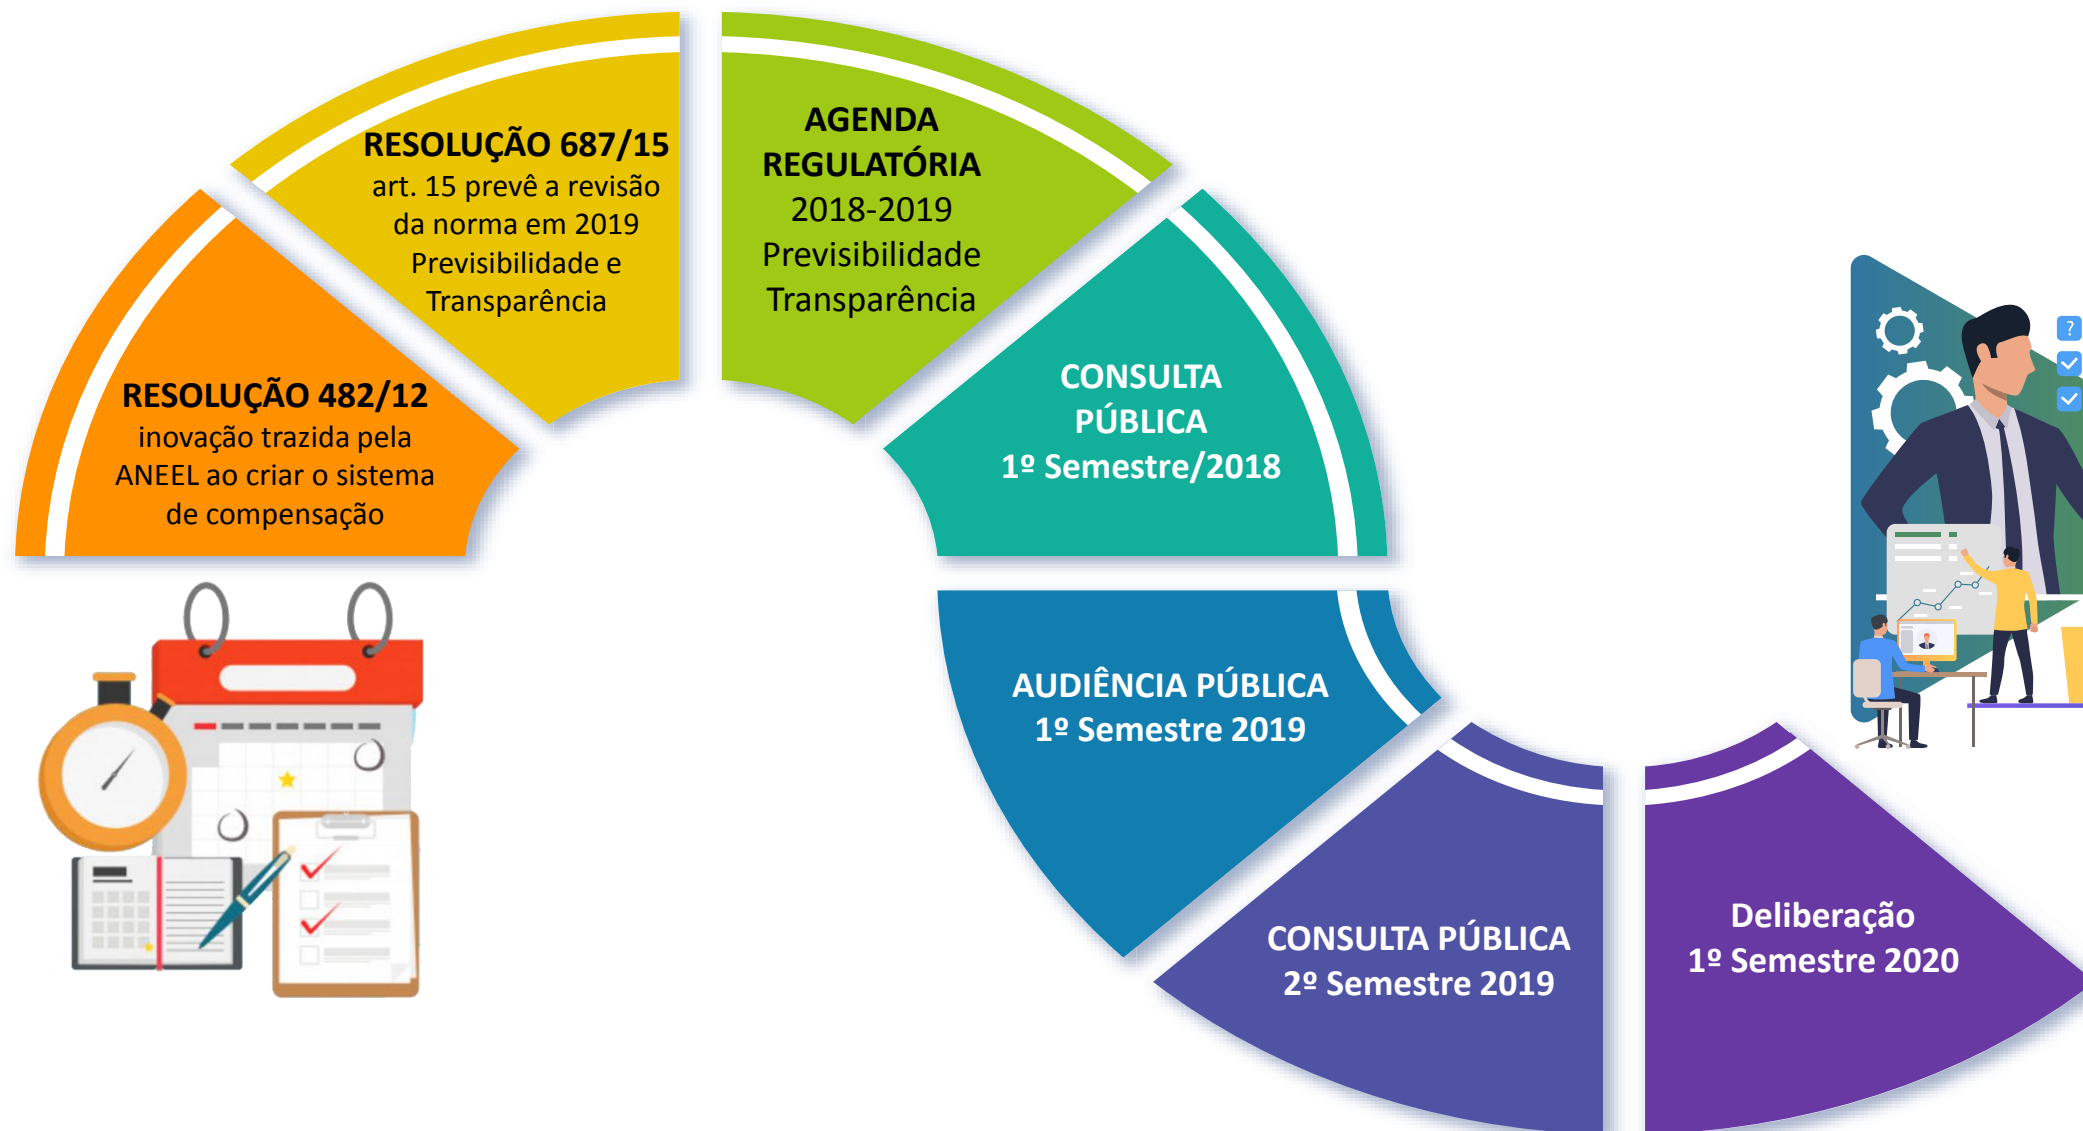 RESOLUÇÃO 482/12
inovação trazida pela
ANEEL ao criar o sistema
de compensação
RESOLUÇÃO 687/15
art. 15 prevê a revisão
da norma em 2019
Previsibilidade e
Transparência
AGENDA
REGULATÓRIA
2018-2019
Previsibilidade
Transparência
CONSULTA
PÚBLICA
1º Semestre/2018
AUDIÊNCIA PÚBLICA
1º Semestre 2019
CONSULTA PÚBLICA
2º Semestre 2019
Deliberação
1º Semestre 2020
?